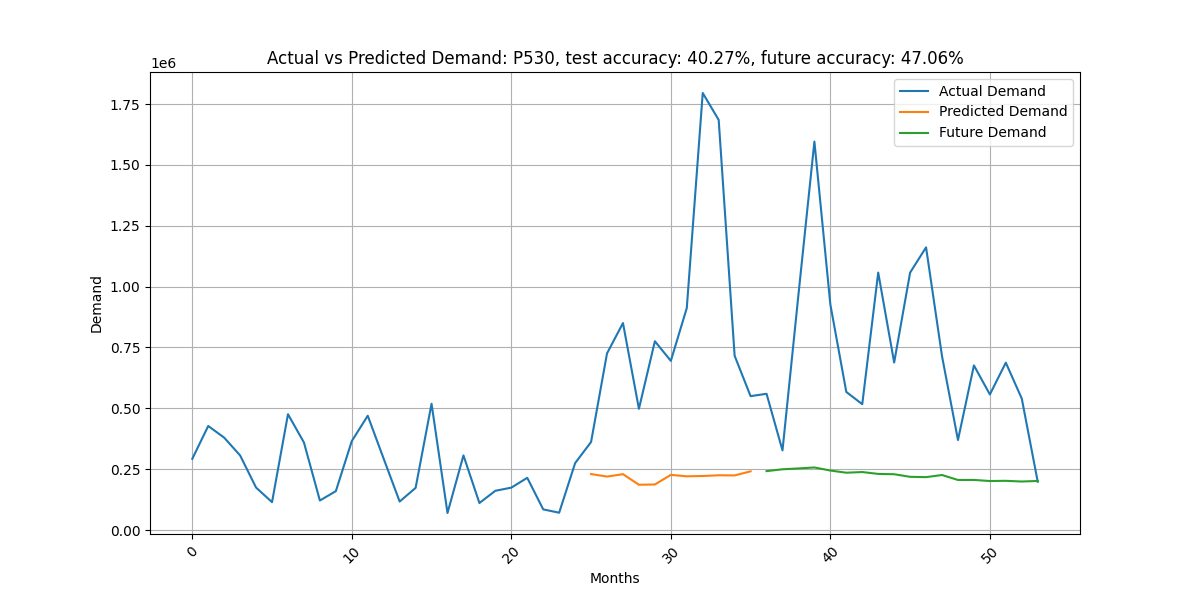 Actual vs Predicted Demand: P530, test accuracy: 40.27%, future accuracy: 47.06%
1e6
Actual Demand
Predicted Demand
Future Demand
1.75
1.50
1.25
1.00
0.75
0.50
0.25
0.00
Demand
0
10
20
30
40
50
Months